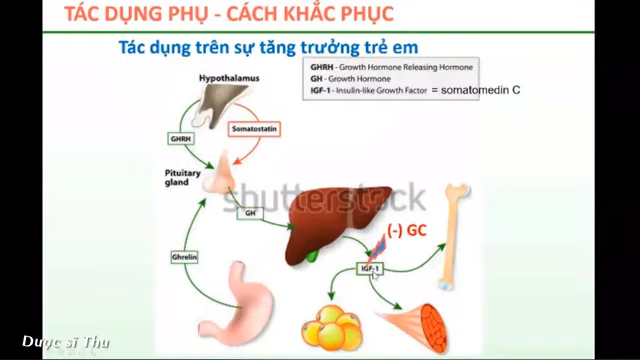 TÁC DỤNG PHỤ - CÁCH KHẮC PHỤC
Tác dụng trên sự tăng trưởng trẻ em
GHRH - Growth Hormone Releasing Hormone
GH - Growth Hormone
IGF-1 - Insulin-like Growth Factor = somatomedin C
Hypothalamus
GHRH
Somatostatin
Pituitary
gland
shutterstock
GH
(-) GC
Ghrelin
IGF-1
Dược sĩ Thu